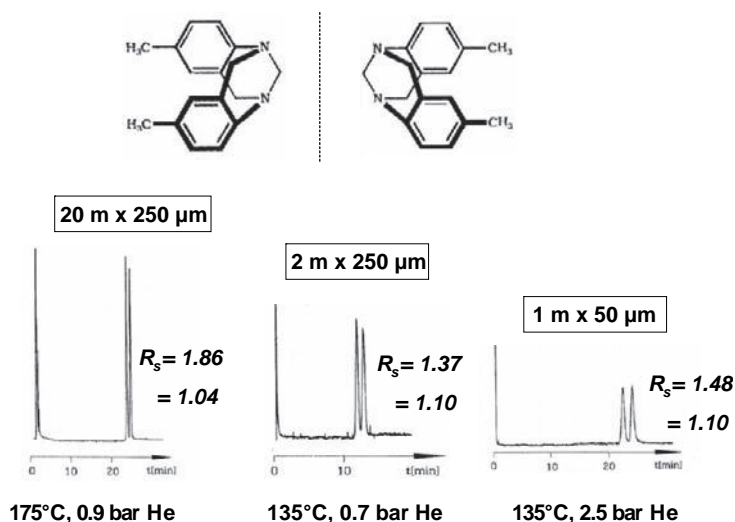 H₃C
N
N
CH₃
H₃C
N
N
CH₃
20 m x 250 µm
Rₛ= 1.86
= 1.04
0 10 20 t[min]
175°C, 0.9 bar He
2 m x 250 µm
Rₛ= 1.37
= 1.10
0 10 t[min]
135°C, 0.7 bar He
1 m x 50 µm
Rₛ= 1.48
= 1.10
0 10 20 t[min]
135°C, 2.5 bar He